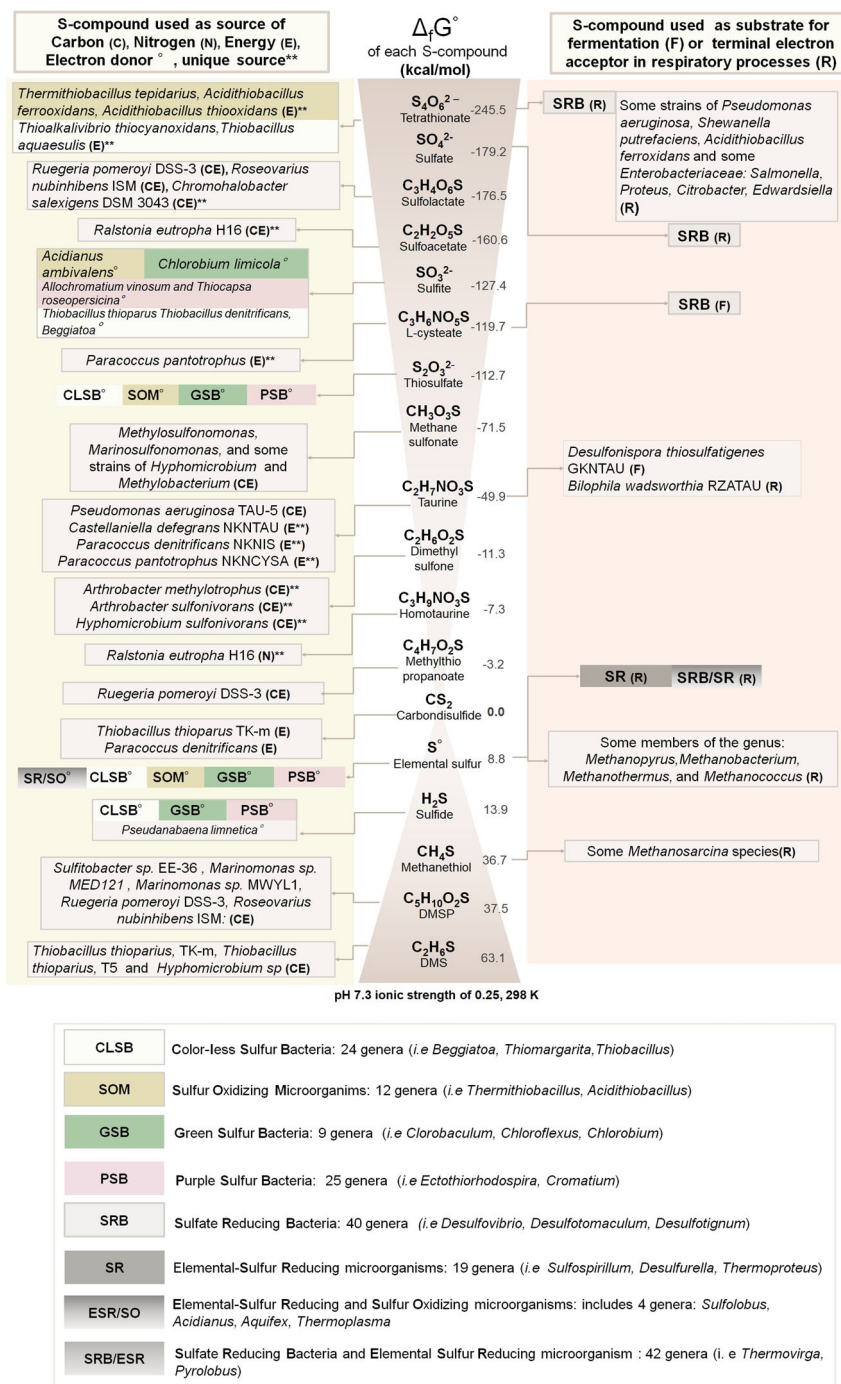 S-compound used as source of
Carbon (C), Nitrogen (N), Energy (E),
Electron donor °, unique source**
Thermithiobacillus tepidarius, Acidithiobacillus
ferrooxidans, Acidithiobacillus thiooxidans (E)**
Thioalkalivibrio thiocyanoxidans, Thiobacillus
aquaesulis (E)**
Ruegeria pomeroyi DSS-3 (CE), Roseovarius
nubinhibens ISM (CE), Chromohalobacter
salexigens DSM 3043 (CE)**
Ralstonia eutropha H16 (CE)**
Acidianus
ambivalens°
Chlorobium limicola°
Allochromatium vinosum and Thiocapsa
roseopersicina°
Thiobacillus thioparus Thiobacillus denitrificans,
Beggiatoa°
Paracoccus pantotrophus (E)**
CLSB° SOM° GSB° PSB°
Methylosulfonomonas,
Marinosulfonomonas, and some
strains of Hyphomicrobium and
Methylobacterium (CE)
Pseudomonas aeruginosa TAU-5 (CE)
Castellaniella defegrans NKNTAU (E**)
Paracoccus denitrificans NKNIS (E**)
Paracoccus pantotrophus NKNCYSA (E**)
Arthrobacter methylotrophus (CE)**
Arthrobacter sulfonivorans (CE)**
Hyphomicrobium sulfonivorans (CE)**
Ralstonia eutropha H16 (N)**
Ruegeria pomeroyi DSS-3 (CE)
Thiobacillus thioparus TK-m (E)
Paracoccus denitrificans (E)
SR/SO° CLSB° SOM° GSB° PSB°
CLSB° GSB° PSB°
Pseudanabaena limnetica°
Sulfitobacter sp. EE-36 , Marinomonas sp.
MED121 , Marinomonas sp. MWYL1,
Ruegeria pomeroyi DSS-3, Roseovarius
nubinhibens ISM: (CE)
Thiobacillus thioparius, TK-m, Thiobacillus
thioparius, T5 and Hyphomicrobium sp (CE)
ΔfG°
of each S-compound
(kcal/mol)
S4O6 2−
Tetrathionate -245.5
SO4 2-
Sulfate -179.2
C3H4O6S
Sulfolactate -176.5
C2H2O5S
Sulfoacetate -160.6
SO3 2-
Sulfite -127.4
C3H6NO5S
L-cysteate -119.7
S2O3 2-
Thiosulfate -112.7
CH3O3S
Methane
sulfonate -71.5
C2H7NO3S
Taurine -49.9
C2H6O2S
Dimethyl
sulfone -11.3
C3H9NO3S
Homotaurine -7.3
C4H7O2S
Methylthio
propanoate -3.2
CS2
Carbondisulfide 0.0
S°
Elemental sulfur 8.8
H2S
Sulfide 13.9
CH4S
Methanethiol 36.7
C5H10O2S
DMSP 37.5
C2H6S
DMS 63.1
pH 7.3 ionic strength of 0.25, 298 K
S-compound used as substrate for
fermentation (F) or terminal electron
acceptor in respiratory processes (R)
SRB (R)
Some strains of Pseudomonas
aeruginosa, Shewanella
putrefaciens, Acidithiobacillus
ferroxidans and some
Enterobacteriaceae: Salmonella,
Proteus, Citrobacter, Edwardsiella
(R)
SRB (R)
SRB (F)
Desulfonispora thiosulfatigenes
GKNTAU (F)
Bilophila wadsworthia RZATAU (R)
SR (R) SRB/SR (R)
Some members of the genus:
Methanopyrus, Methanobacterium,
Methanothermus, and Methanococcus (R)
Some Methanosarcina species(R)
CLSB Color-less Sulfur Bacteria: 24 genera (i.e Beggiatoa, Thiomargarita,Thiobacillus)
SOM Sulfur Oxidizing Microorganims: 12 genera (i.e Thermithiobacillus, Acidithiobacillus)
GSB Green Sulfur Bacteria: 9 genera (i.e Clorobaculum, Chloroflexus, Chlorobium)
PSB Purple Sulfur Bacteria: 25 genera (i.e Ectothiorhodospira, Cromatium)
SRB Sulfate Reducing Bacteria: 40 genera (i.e Desulfovibrio, Desulfotomaculum, Desulfotignum)
SR Elemental-Sulfur Reducing microorganisms: 19 genera (i.e Sulfospirillum, Desulfurella, Thermoproteus)
ESR/SO Elemental-Sulfur Reducing and Sulfur Oxidizing microorganisms: includes 4 genera: Sulfolobus,
Acidianus, Aquifex, Thermoplasma
SRB/ESR Sulfate Reducing Bacteria and Elemental Sulfur Reducing microorganism : 42 genera (i. e Thermovirga,
Pyrolobus)